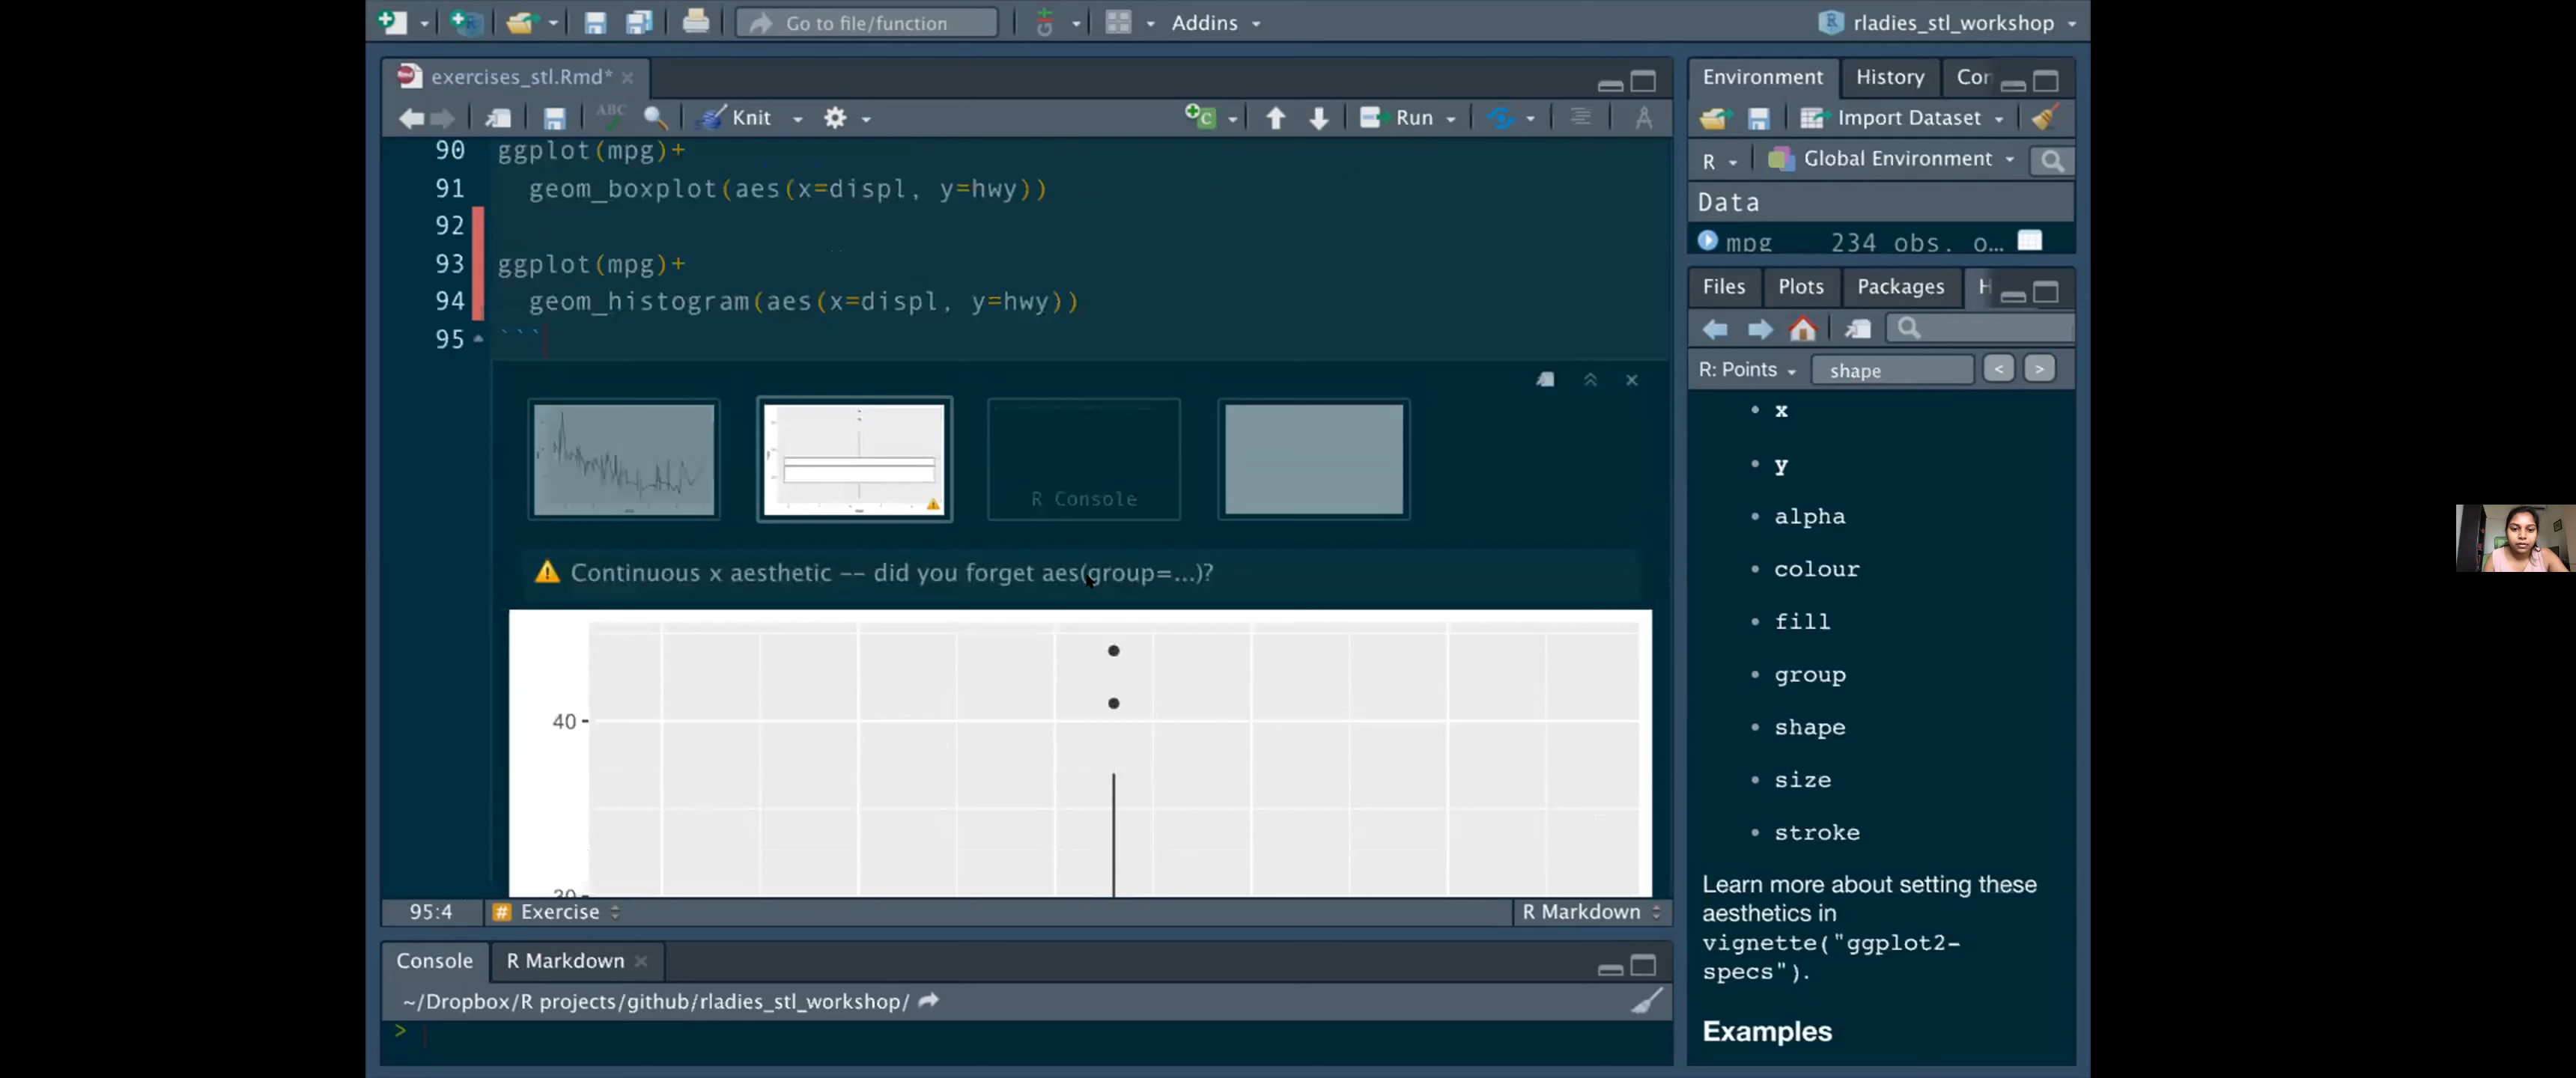 Go to file/function
Addins
rladies_stl_workshop
exercises_stl.Rmd*
Environment
History
Cor
ABC
Knit
Run
Import Dataset
90 ggplot(mpg)+
91 geom_boxplot(aes(x=displ, y=hwy))
92
93 ggplot(mpg)+
94 geom_histogram(aes(x=displ, y=hwy))
95 ```
R
Global Environment
Data
mpg 234 obs. o…
Files
Plots
Packages
H
R: Points
shape
<
>
R Console
Continuous x aesthetic -- did you forget aes(group=...)?
40
30
x
y
alpha
colour
fill
group
shape
size
stroke
Learn more about setting these
aesthetics in
vignette("ggplot2-
specs").
Examples
95:4
# Exercise
R Markdown
Console
R Markdown
~/Dropbox/R projects/github/rladies_stl_workshop/
>